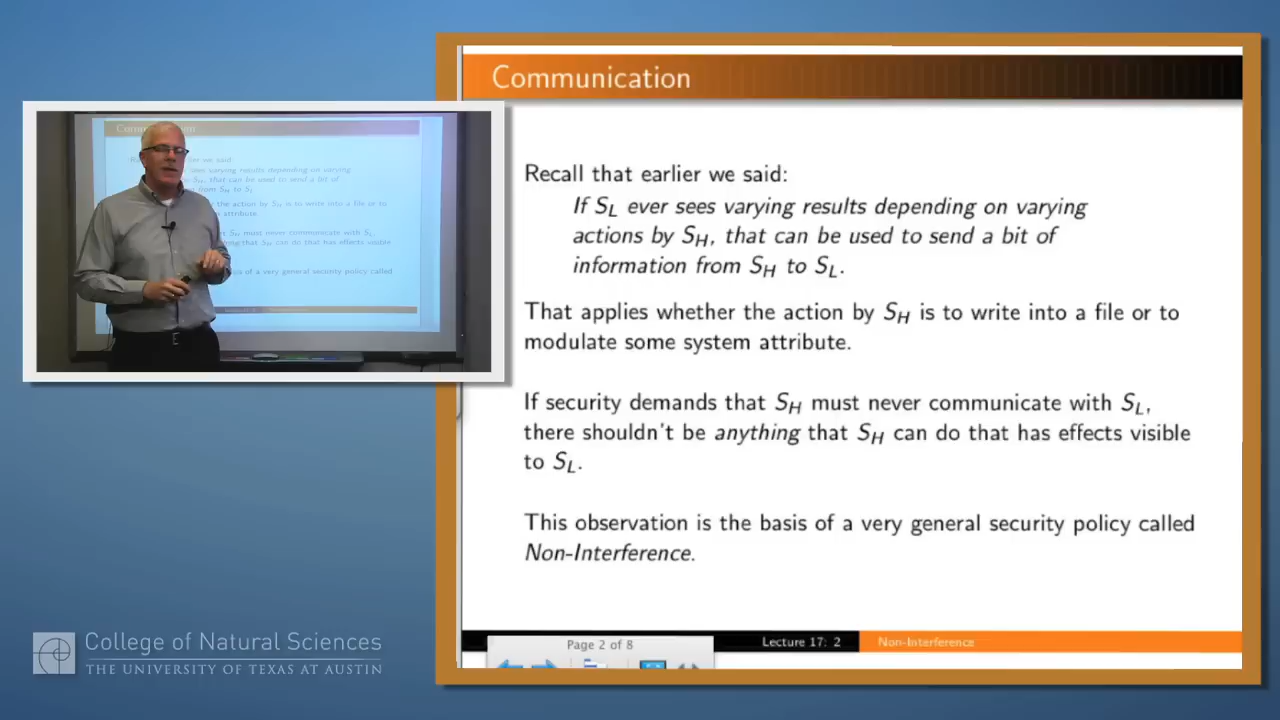 Communication
Recall that earlier we said:
If S_L ever sees varying results depending on varying
actions by S_H, that can be used to send a bit of
information from S_H to S_L.
That applies whether the action by S_H is to write into a file or to
modulate some system attribute.
If security demands that S_H must never communicate with S_L,
there shouldn't be anything that S_H can do that has effects visible
to S_L.
This observation is the basis of a very general security policy called
Non-Interference.
Page 2 of 8
Lecture 17: 2
Non-Interference
College of Natural Sciences
THE UNIVERSITY OF TEXAS AT AUSTIN